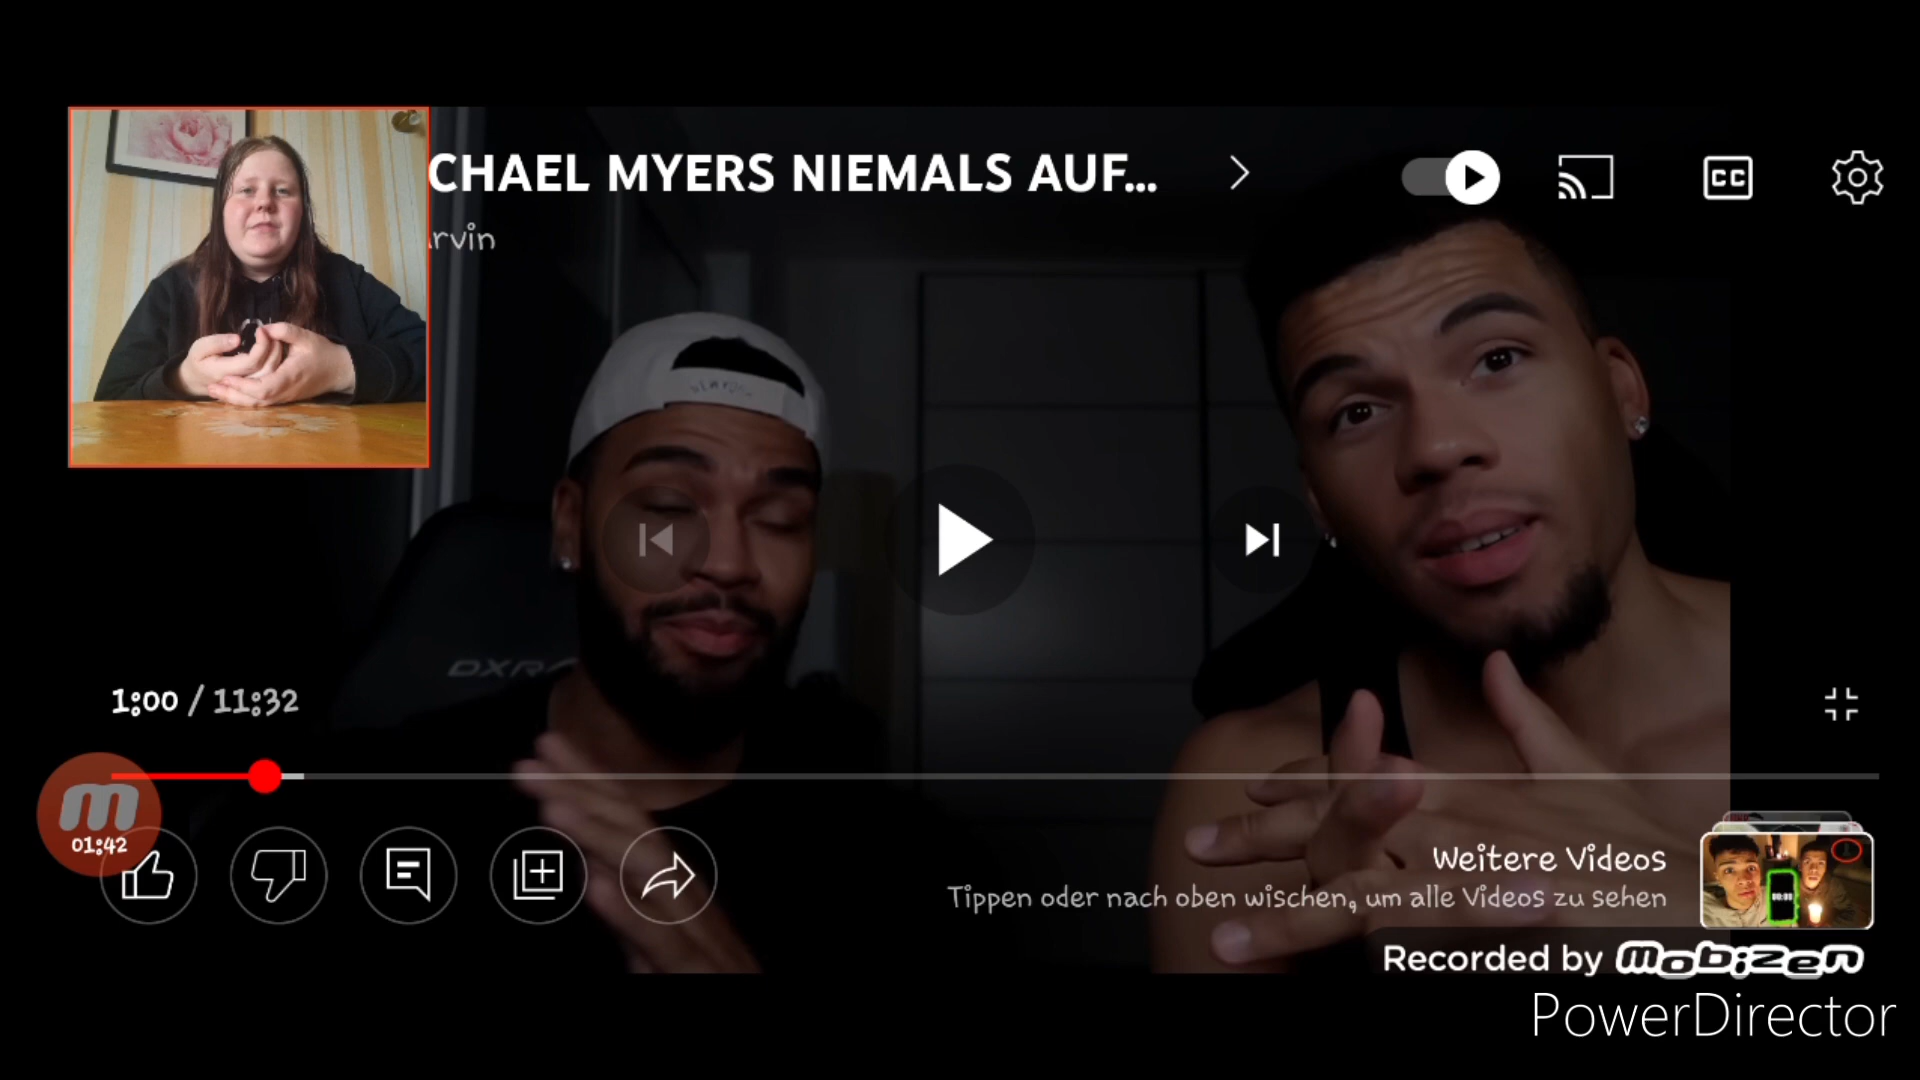 CHAEL MYERS NIEMALS AUF...
rvin
DXRA
1:00 / 11:32
01:42
Weitere Videos
Tippen oder nach oben wischen, um alle Videos zu sehen
Recorded by mobizen
PowerDirector